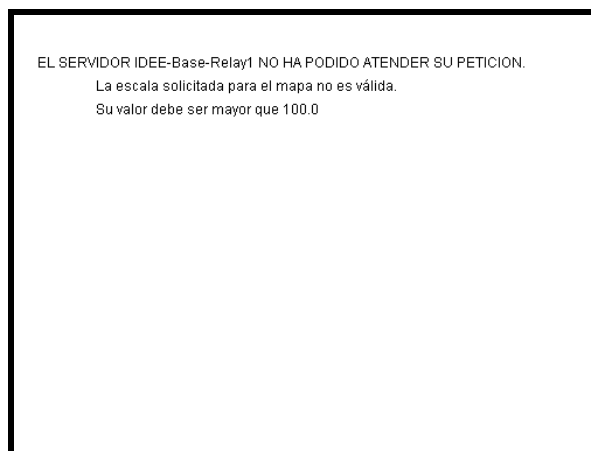 EL SERVIDOR IDEE-Base-Relay1 NO HA PODIDO ATENDER SU PETICION.
La escala solicitada para el mapa no es válida.
Su valor debe ser mayor que 100.0